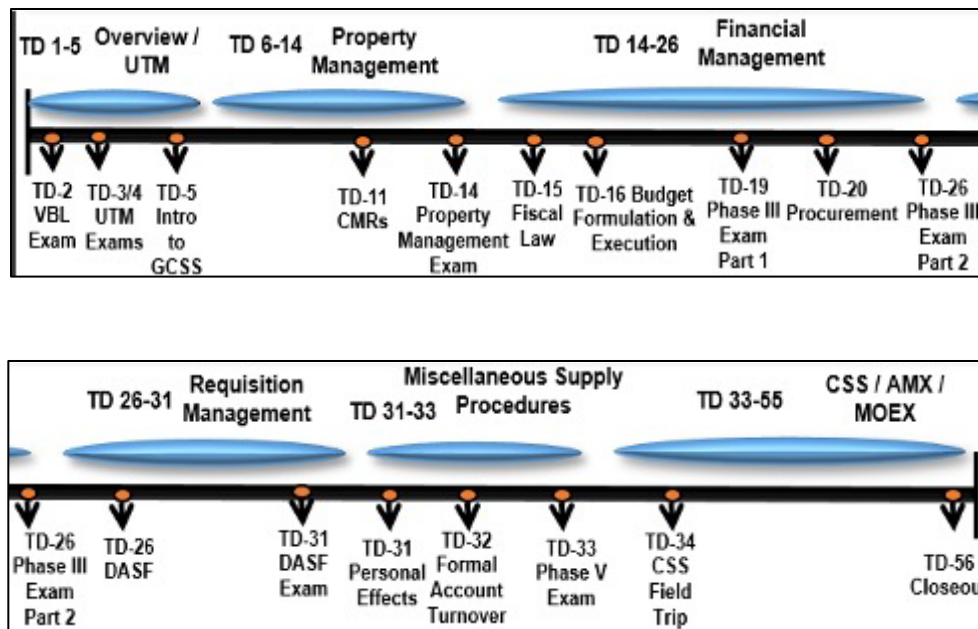 TD 1-5
Overview /
UTM
TD 6-14
Property
Management
TD 14-26
Financial
Management
TD-2
VBL
Exam
TD-3/4
UTM
Exams
TD-5
Intro
to
GCSS
TD-11
CMRs
TD-14
Property
Management
Exam
TD-15
Fiscal
Law
TD-16 Budget
Formulation &
Execution
TD-19
Phase III
Exam
Part 1
TD-20
Procurement
TD-26
Phase III
Exam
Part 2
TD 26-31
Requisition
Management
TD 31-33
Miscellaneous Supply
Procedures
TD 33-55
CSS / AMX /
MOEX
TD-26
Phase III
Exam
Part 2
TD-26
DASF
TD-31
DASF
Exam
TD-31
Personal
Effects
TD-32
Formal
Account
Turnover
TD-33
Phase V
Exam
TD-34
CSS
Field
Trip
TD-56
Closeou